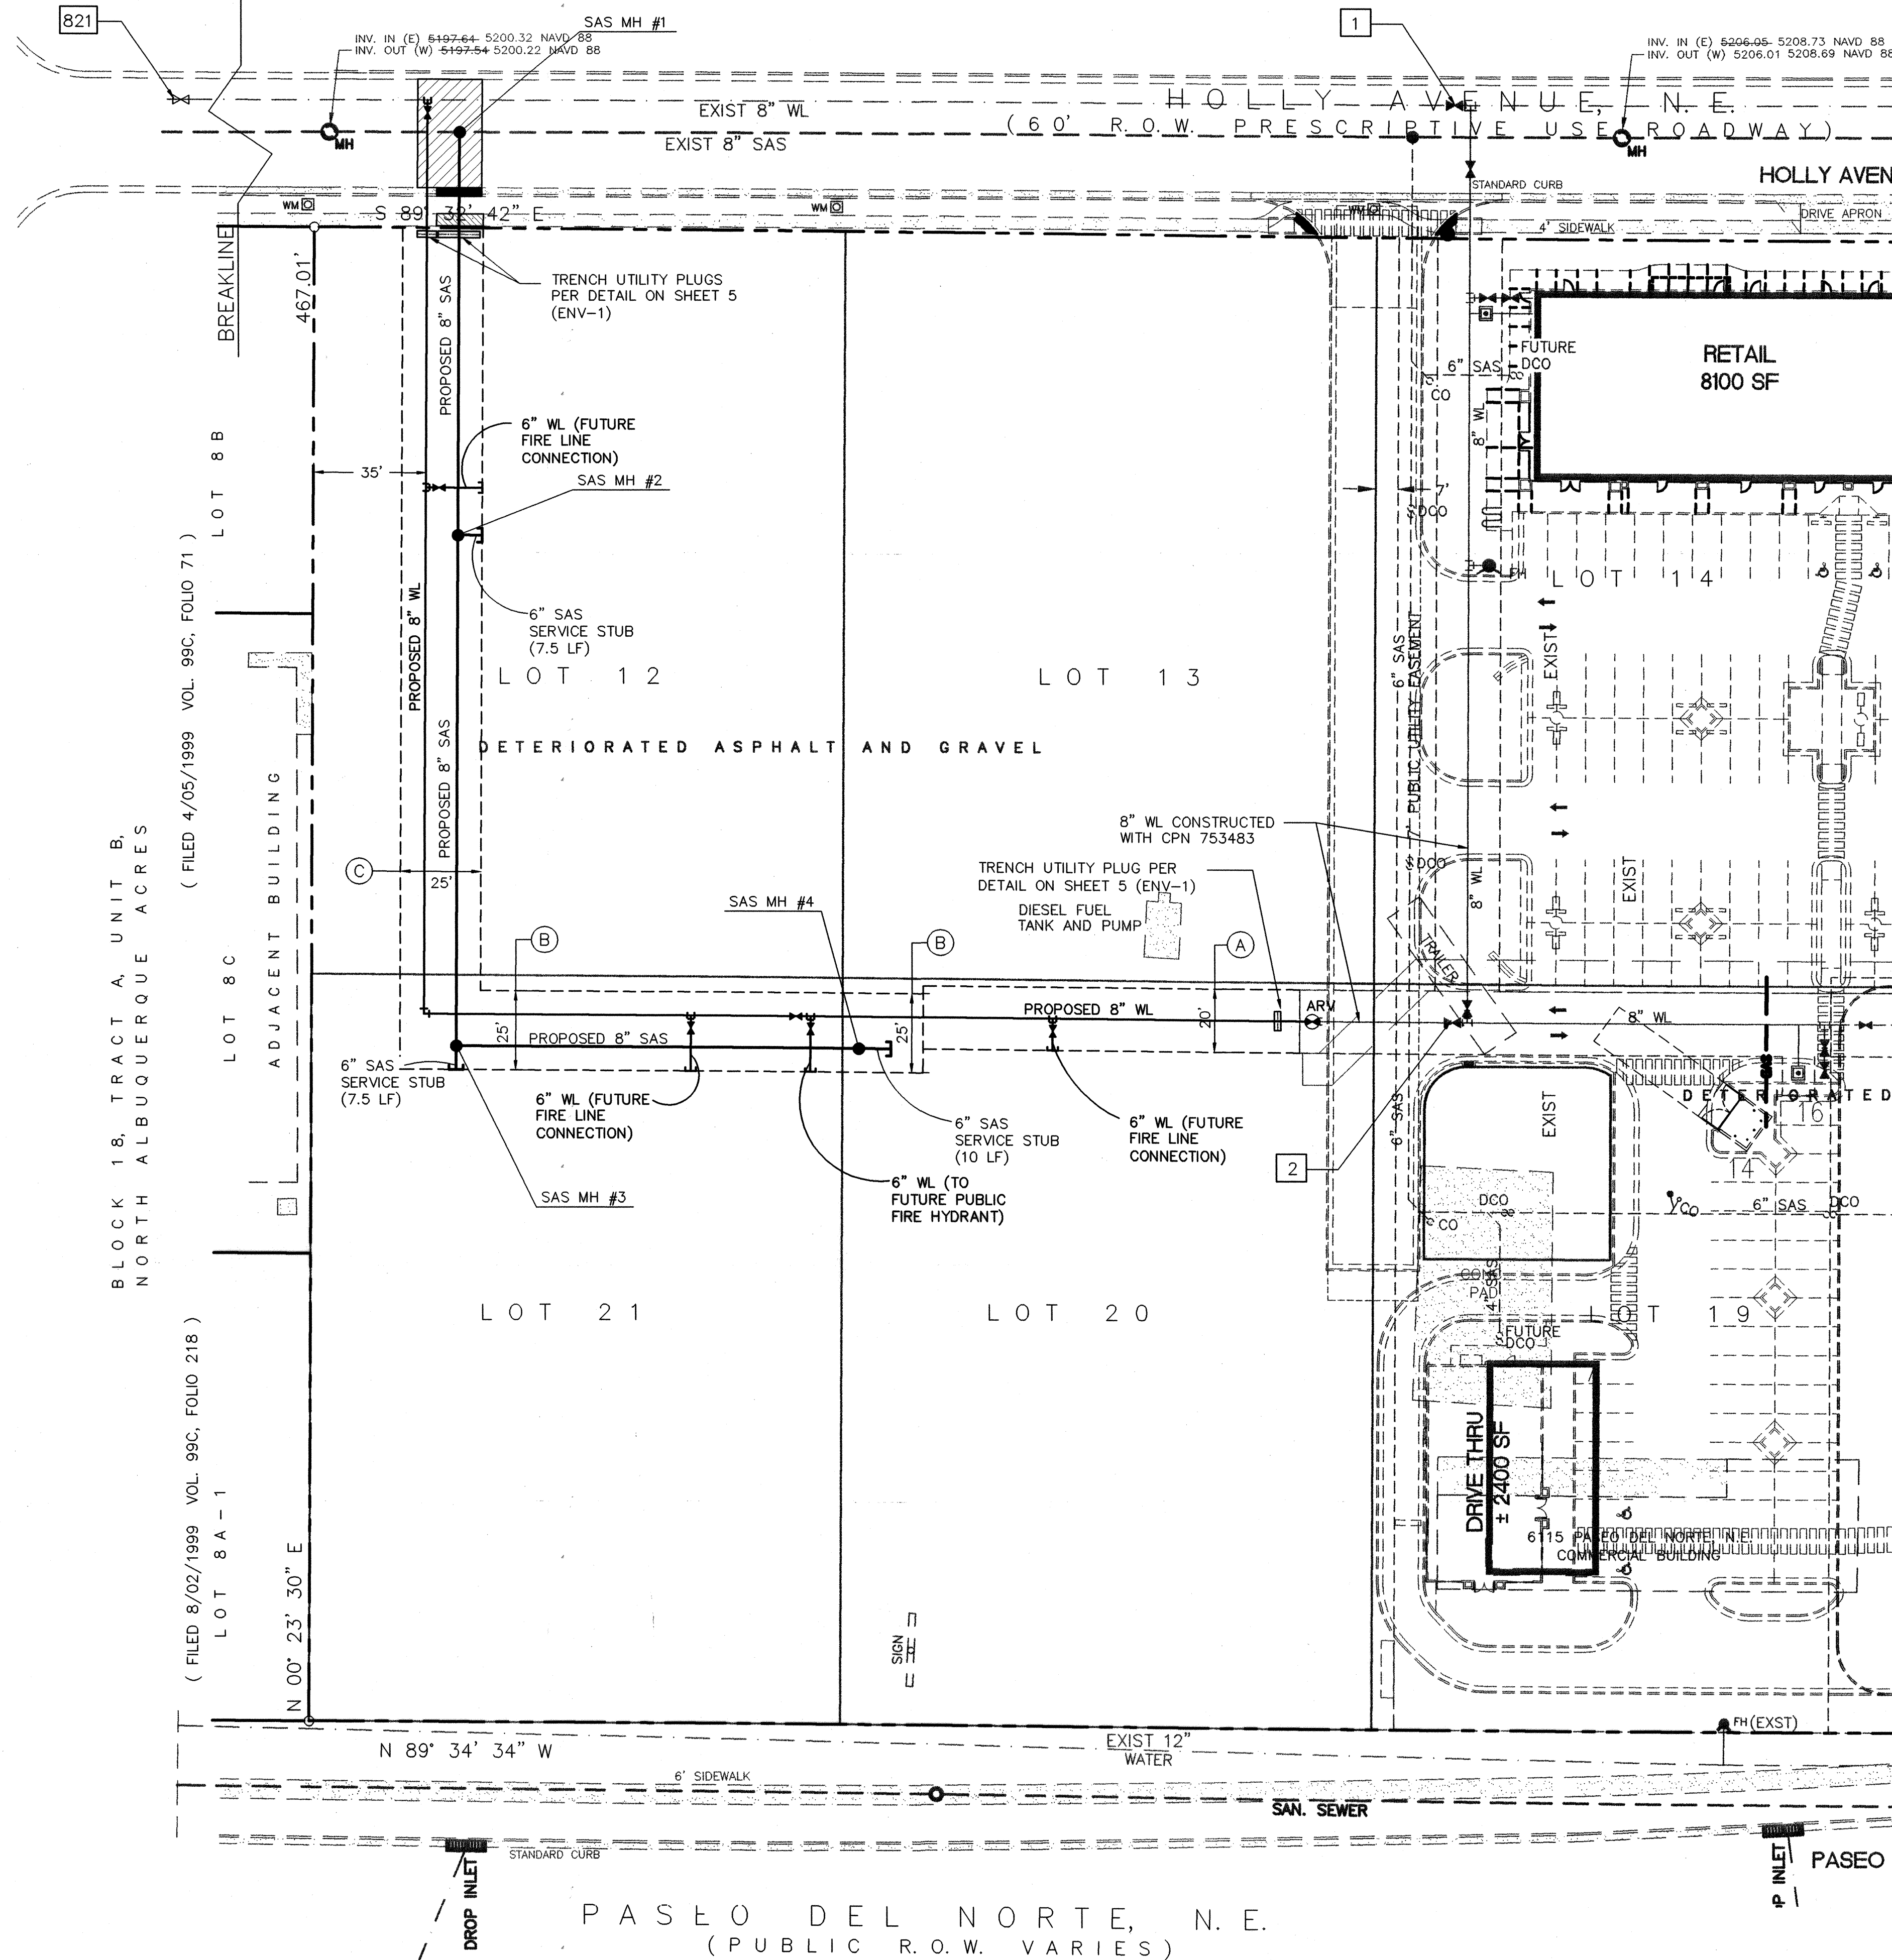 821
SAS MH #1
1
INV. IN (E) 5197.64 5200.32 NAVD 88
INV. OUT (W) 5197.54 5200.22 NAVD 88
INV. IN (E) 5206.05 5208.73 NAVD 88
INV. OUT (W) 5206.01 5208.69 NAVD 88
HOLLY AVENUE, N. E.
(60' R.O.W. PRESCRIPTIVE USE ROADWAY)
EXIST 8" WL
EXIST 8" SAS
MH
MH
HOLLY AVEN
STANDARD CURB
WM
WM
WM
S 89° 32' 42" E
DRIVE APRON
4' SIDEWALK
BREAKLINE
467.01'
TRENCH UTILITY PLUGS
PER DETAIL ON SHEET 5
(ENV-1)
PROPOSED 8" SAS
RETAIL
8100 SF
FUTURE
DCO
6" SAS
CO
8" WL
6" WL (FUTURE
FIRE LINE
CONNECTION)
35'
SAS MH #2
7'
DCO
LOT 8B
( FILED 4/05/1999 VOL. 99C, FOLIO 71 )
FH
LOT 14
6" SAS
SERVICE STUB
(7.5 LF)
PROPOSED 8" WL
LOT 12
LOT 13
6" SAS
7' PUBLIC UTILITY EASEMENT
EXIST
DETERIORATED ASPHALT AND GRAVEL
PROPOSED 8" SAS
8" WL CONSTRUCTED
WITH CPN 753483
BLOCK 18, TRACT A, UNIT B,
NORTH ALBUQUERQUE ACRES
LOT 8C
ADJACENT BUILDING
C
25'
TRENCH UTILITY PLUG PER
DETAIL ON SHEET 5 (ENV-1)
DCO
8" WL
EXIST
SAS MH #4
DIESEL FUEL
TANK AND PUMP
TRAILER
B
B
A
25'
25'
20'
PROPOSED 8" WL
ARV
8" WL
PROPOSED 8" SAS
6" SAS
SERVICE STUB
(7.5 LF)
GAS
6" WL (FUTURE
FIRE LINE
CONNECTION)
6" SAS
SERVICE STUB
(10 LF)
6" WL (FUTURE
FIRE LINE
CONNECTION)
6" SAS
EXIST
DETERIORATED
16
14
2
SAS MH #3
6" WL (TO
FUTURE PUBLIC
FIRE HYDRANT)
DCO
CO
CO
6" SAS
DCO
PAD
4" SAS
LOT 21
LOT 20
LOT 19
FUTURE
DCO
( FILED 8/02/1999 VOL. 99C, FOLIO 218 )
LOT 8A-1
N 00° 23' 30" E
DRIVE THRU
± 2400 SF
6115 PASEO DEL NORTE, N.E.
COMMERCIAL BUILDING
SIGN
FH (EXST)
N 89° 34' 34" W
EXIST 12"
WATER
6' SIDEWALK
SAN. SEWER
STANDARD CURB
DROP INLET
P INLET
PASEO
PASEO DEL NORTE, N. E.
(PUBLIC R.O.W. VARIES)